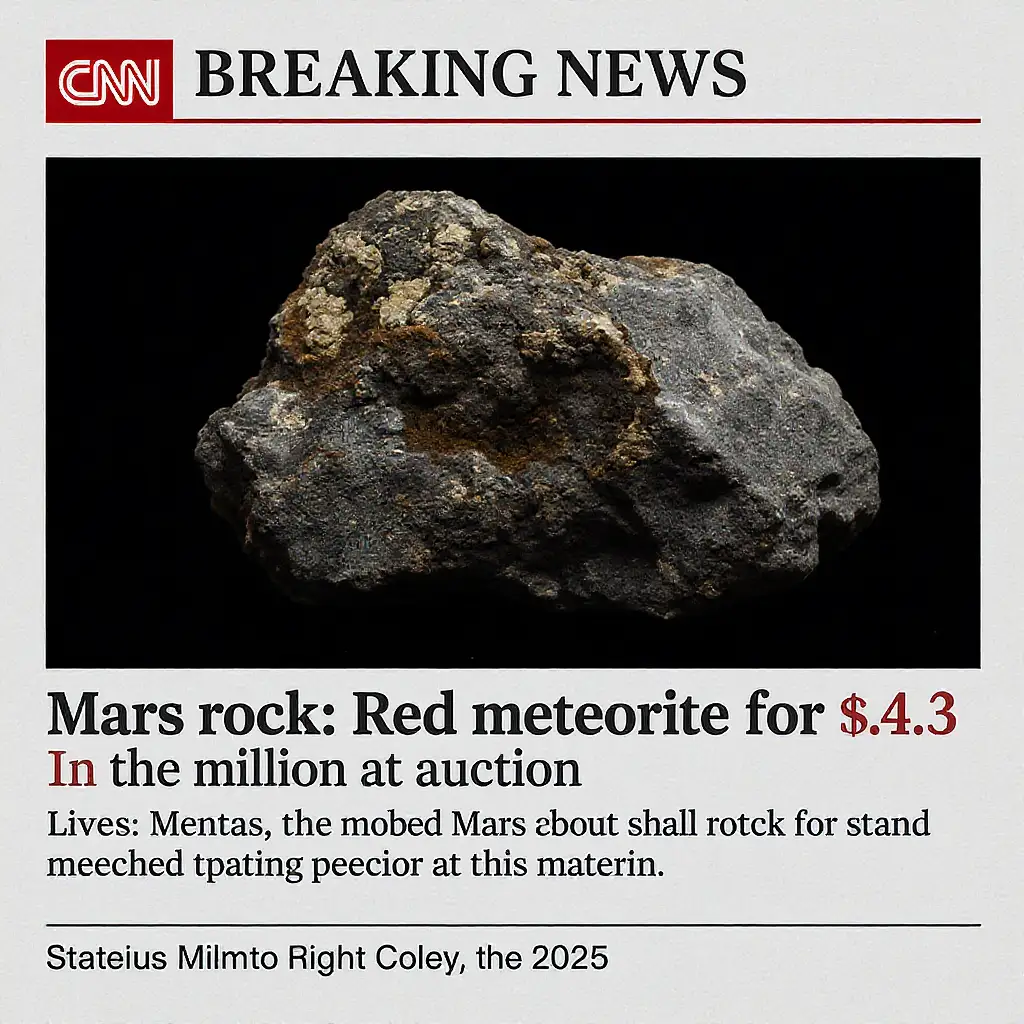 CNN BREAKING NEWS
Mars rock: Red meteorite for $.4.3
In the million at auction
Lives: Mentas, the mobed Mars about shall rotck for stand
meeched tpating peecior at this materin.
Stateius Milmto Right Coley, the 2025